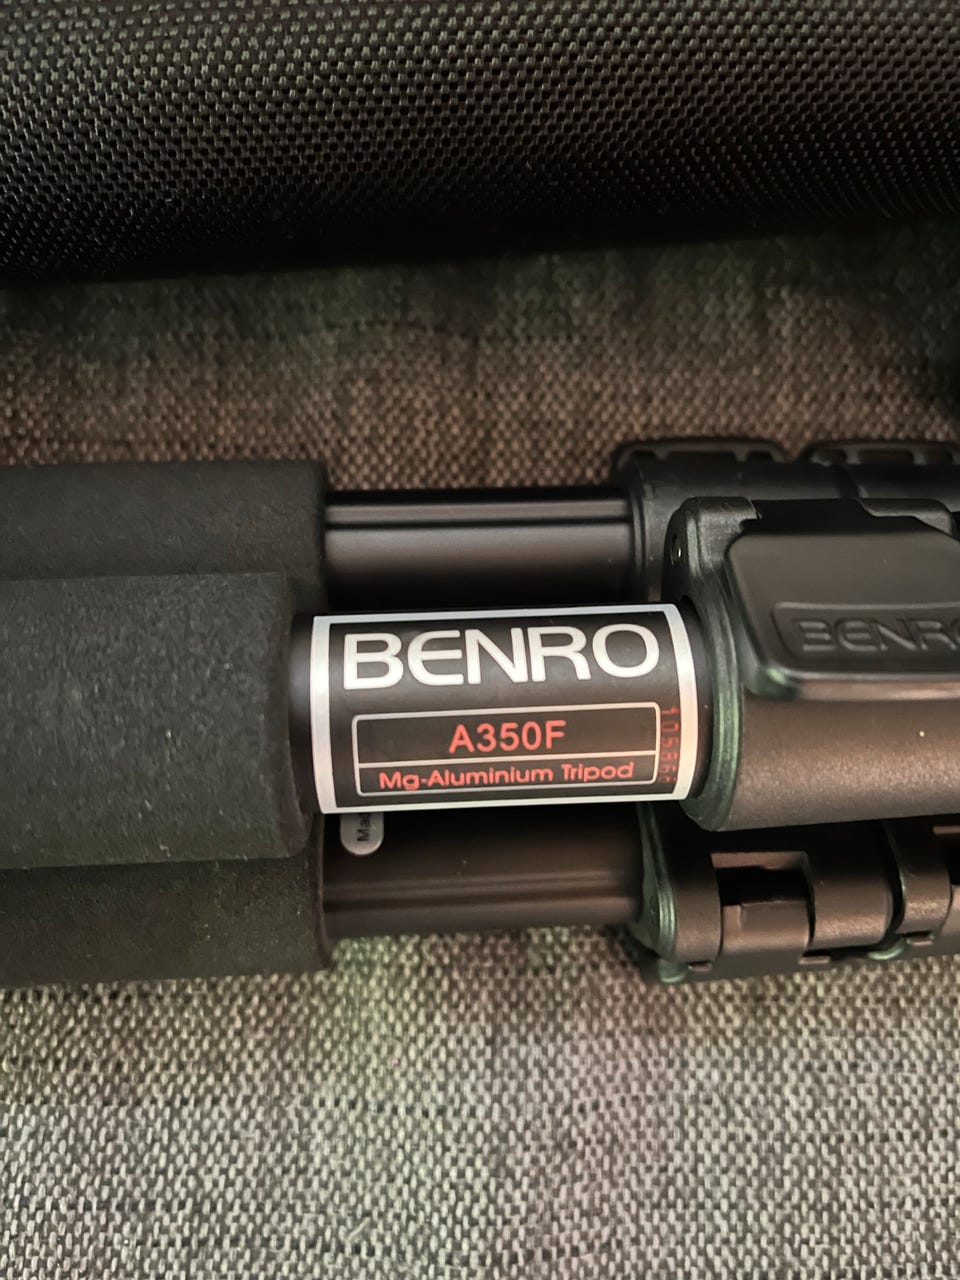 BENRO
A350F
Mg-Aluminium Tripod
BENRO